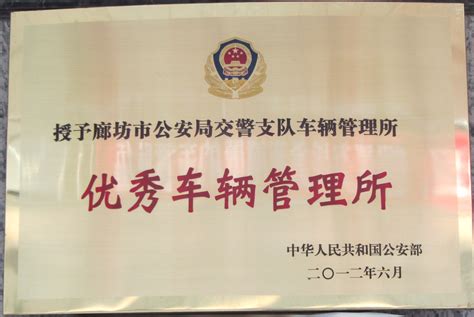 授予廊坊市公安局交警支队车辆管理所
优秀车辆管理所
中华人民共和国公安部
二〇一二年六月